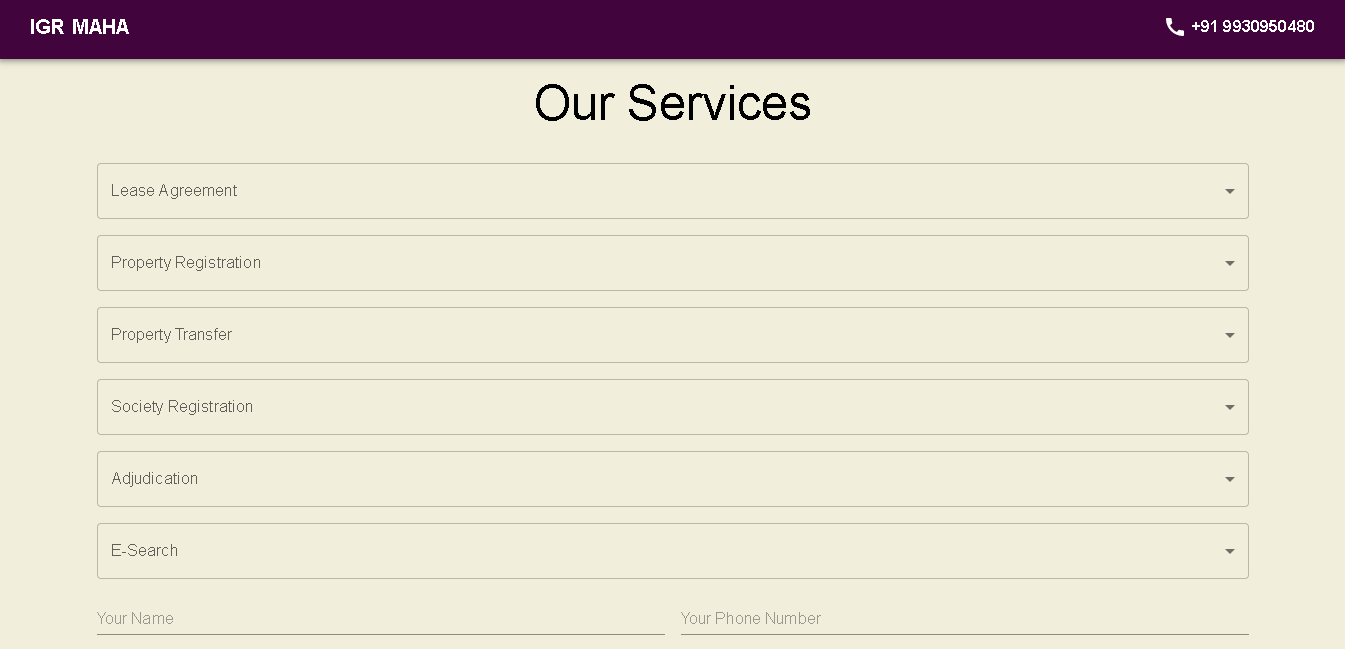 IGR MAHA
+91 9930950480
Our Services
Lease Agreement
Property Registration
Property Transfer
Society Registration
Adjudication
E-Search
Your Name
Your Phone Number